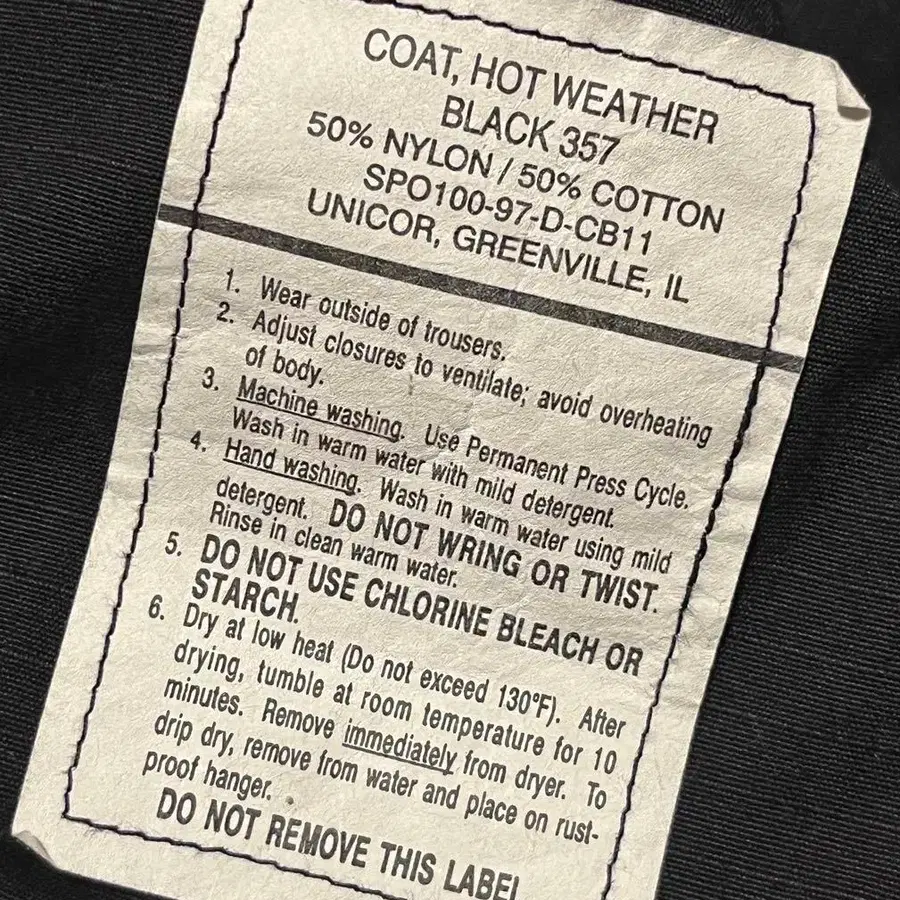 COAT, HOT WEATHER
BLACK 357
50% NYLON / 50% COTTON
SPO100-97-D-CB11
UNICOR, GREENVILLE, IL
1. Wear outside of trousers.
2. Adjust closures to ventilate; avoid overheating
of body.
3. Machine washing. Use Permanent Press Cycle.
Wash in warm water with mild detergent.
4. Hand washing. Wash in warm water using mild
detergent. DO NOT WRING OR TWIST.
Rinse in clean warm water.
5. DO NOT USE CHLORINE BLEACH OR
STARCH.
6. Dry at low heat (Do not exceed 130°F). After
drying, tumble at room temperature for 10
minutes. Remove immediately from dryer. To
drip dry, remove from water and place on rust-
proof hanger.
DO NOT REMOVE THIS LABEL